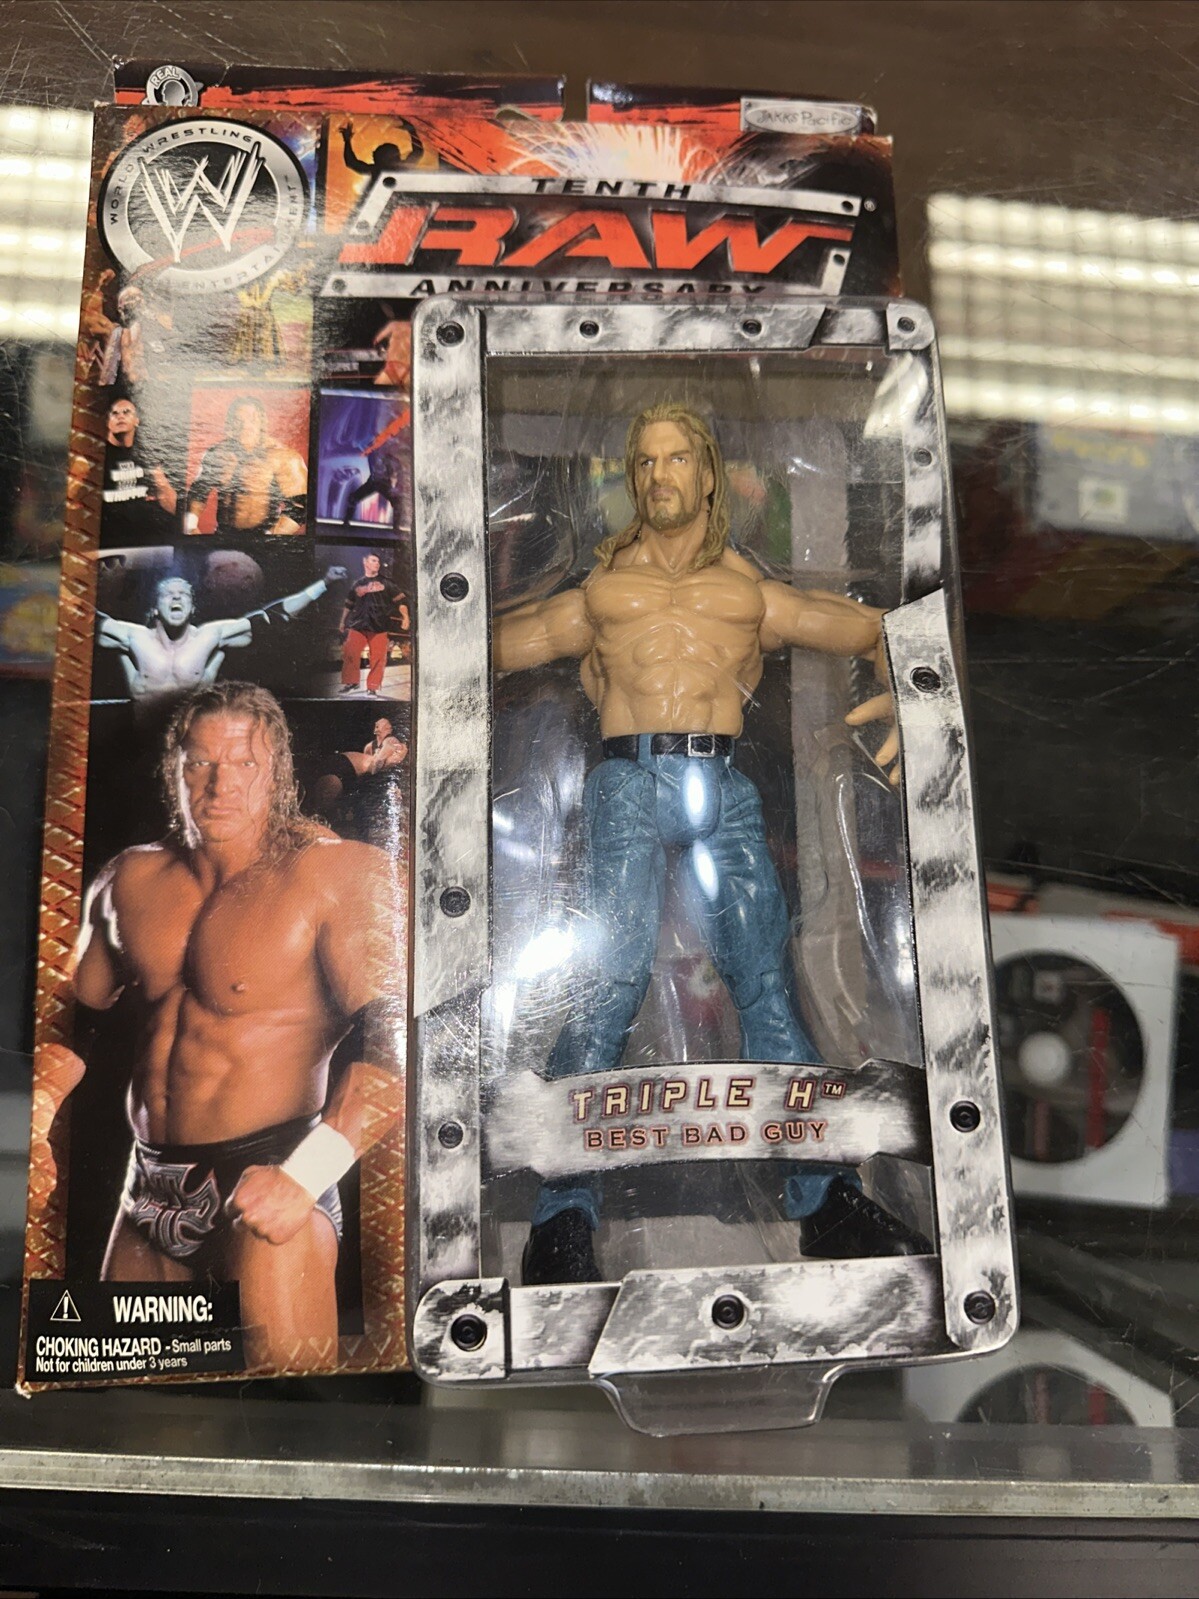 REAL
JAKKS Pacific
WORLD WRESTLING ENTERTAINMENT
W
TENTH
RAW®
ANNIVERSARY
TRIPLE H™
BEST BAD GUY
WARNING:
CHOKING HAZARD - Small parts
Not for children under 3 years